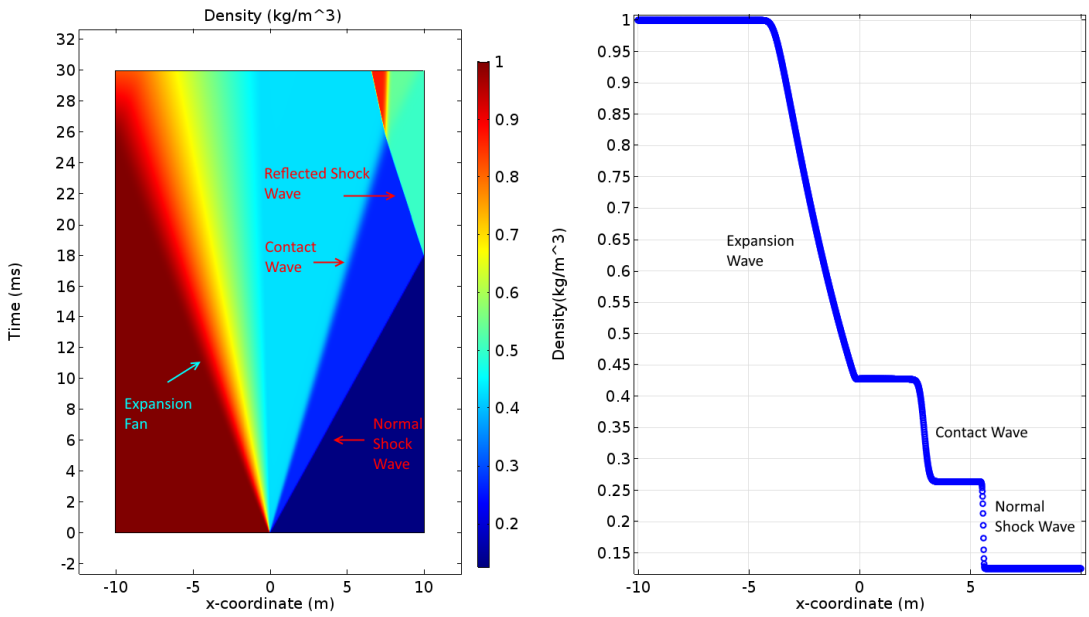 Density (kg/m^3)
32
30
28
26
24
22
20
18
16
14
12
10
8
6
4
2
0
-2
Time (ms)
-10
-5
0
5
10
x-coordinate (m)
Reflected Shock
Wave
Contact
Wave
Expansion
Fan
Normal
Shock
Wave
1
0.9
0.8
0.7
0.6
0.5
0.4
0.3
0.2
Density(kg/m^3)
1
0.95
0.9
0.85
0.8
0.75
0.7
0.65
0.6
0.55
0.5
0.45
0.4
0.35
0.3
0.25
0.2
0.15
-10
-5
0
5
x-coordinate (m)
Expansion
Wave
Contact Wave
Normal
Shock Wave